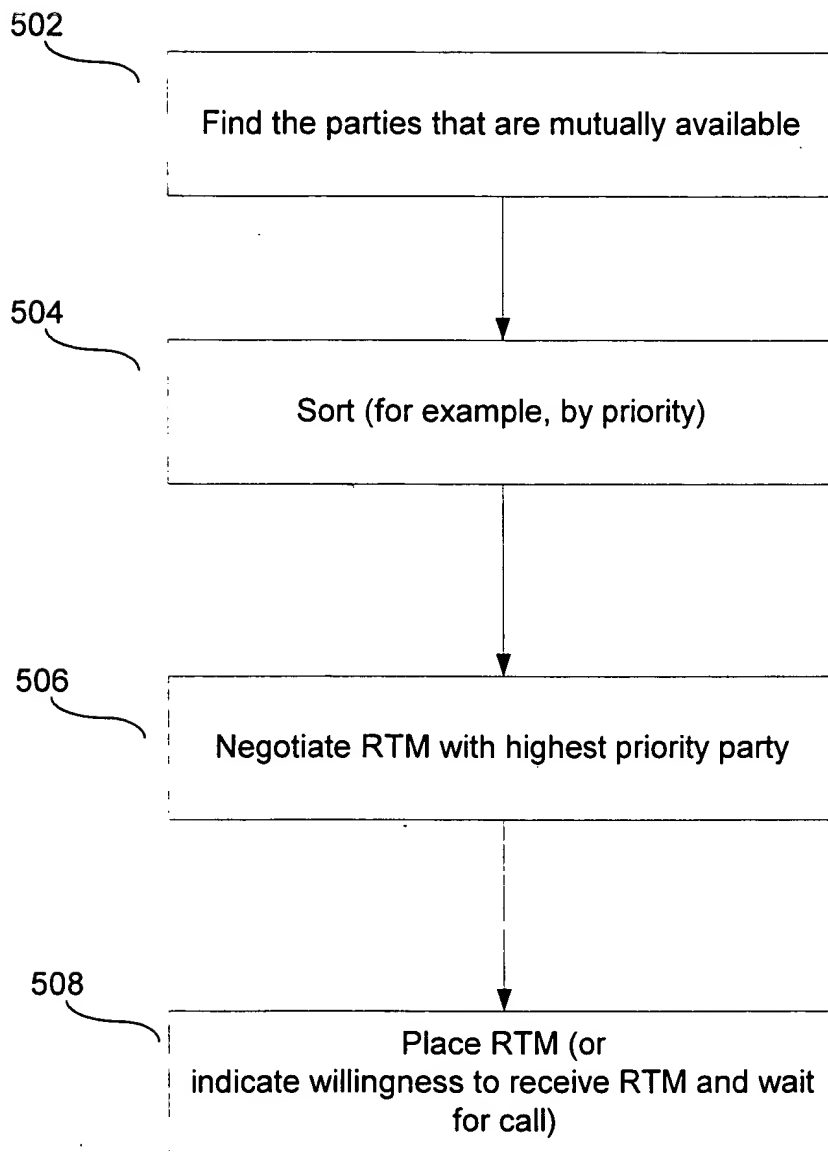 502
Find the parties that are mutually available
504
Sort (for example, by priority)
506
Negotiate RTM with highest priority party
508
Place RTM (or
indicate willingness to receive RTM and wait
for call)